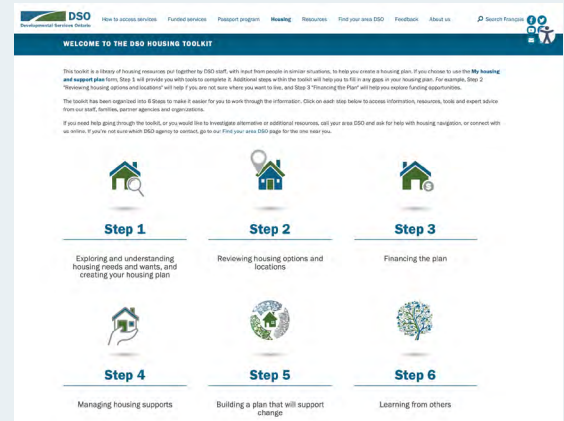 DSO
Developmental Services Ontario
How to access services
Funded services
Passport program
Housing
Resources
Find your area DSO
Feedback
About us
Search
Français
WELCOME TO THE DSO HOUSING TOOLKIT
This toolkit is a library of housing resources put together by DSO staff, with input from people in similar situations, to help you create a housing plan. If you choose to use the My housing
and support plan form, Step 1 will provide you with tools to complete it. Additional steps within the toolkit will help you to fill in any gaps in your housing plan. For example, Step 2
"Reviewing housing options and locations" will help if you are not sure where you want to live, and Step 3 "Financing the Plan" will help you explore funding opportunities.
The toolkit has been organized into 6 Steps to make it easier for you to work through the information. Click on each step below to access information, resources, tools and expert advice
from our staff, families, partner agencies and organizations.
If you need help going through the toolkit, or you would like to investigate alternative or additional resources, call your area DSO and ask for help with housing navigation, or connect with
us online. If you're not sure which DSO agency to contact, go to our Find your area DSO page for the one near you.
Step 1
Exploring and understanding
housing needs and wants, and
creating your housing plan
Step 2
Reviewing housing options and
locations
Step 3
Financing the plan
Step 4
Managing housing supports
Step 5
Building a plan that will support
change
Step 6
Learning from others